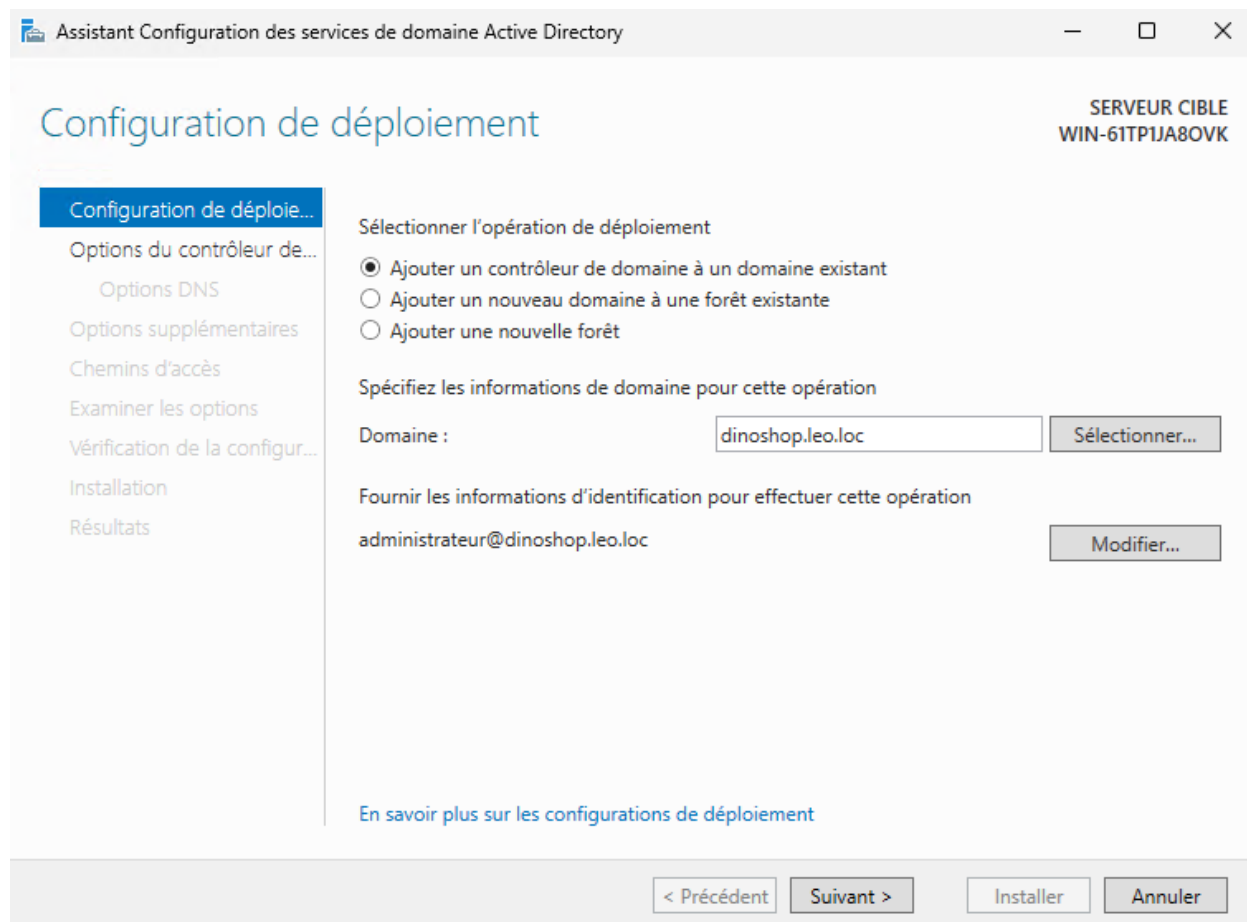 Assistant Configuration des services de domaine Active Directory
Configuration de déploiement
SERVEUR CIBLE
WIN-61TP1JA8OVK
Configuration de déploie...
Options du contrôleur de...
Options DNS
Options supplémentaires
Chemins d'accès
Examiner les options
Vérification de la configur...
Installation
Résultats
Sélectionner l'opération de déploiement
Ajouter un contrôleur de domaine à un domaine existant
Ajouter un nouveau domaine à une forêt existante
Ajouter une nouvelle forêt
Spécifiez les informations de domaine pour cette opération
Domaine : dinoshop.leo.loc Sélectionner...
Fournir les informations d'identification pour effectuer cette opération
administrateur@dinoshop.leo.loc Modifier...
En savoir plus sur les configurations de déploiement
< Précédent Suivant > Installer Annuler